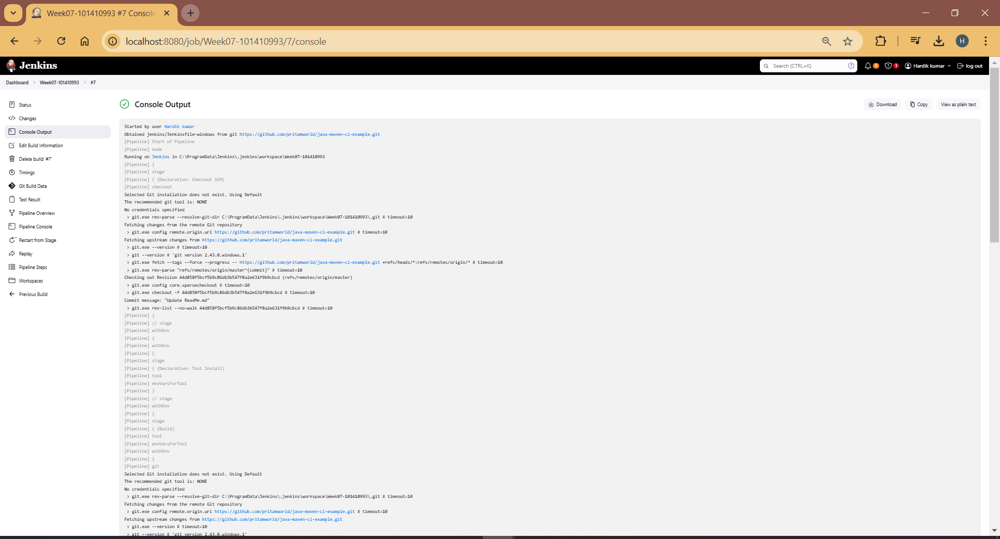 Week07-101410993 #7 Console
localhost:8080/job/Week07-101410993/7/console
H
Jenkins
Search (CTRL+K)
?
1
1
Hardik kumar
log out
Dashboard
Week07-101410993
#7
Status
Changes
Console Output
Edit Build Information
Delete build '#7'
Timings
Git Build Data
Test Result
Pipeline Overview
Pipeline Console
Restart from Stage
Replay
Pipeline Steps
Workspaces
Previous Build
Console Output
Download
Copy
View as plain text
Started by user Hardik kumar
Obtained jenkins/Jenkinsfile-windows from git https://github.com/pritamworld/java-maven-ci-example.git
[Pipeline] Start of Pipeline
[Pipeline] node
Running on Jenkins in C:\ProgramData\Jenkins\.jenkins\workspace\Week07-101410993
[Pipeline] {
[Pipeline] stage
[Pipeline] { (Declarative: Checkout SCM)
[Pipeline] checkout
Selected Git installation does not exist. Using Default
The recommended git tool is: NONE
No credentials specified
> git.exe rev-parse --resolve-git-dir C:\ProgramData\Jenkins\.jenkins\workspace\Week07-101410993\.git # timeout=10
Fetching changes from the remote Git repository
> git.exe config remote.origin.url https://github.com/pritamworld/java-maven-ci-example.git # timeout=10
Fetching upstream changes from https://github.com/pritamworld/java-maven-ci-example.git
> git.exe --version # timeout=10
> git --version # 'git version 2.43.0.windows.1'
> git.exe fetch --tags --force --progress -- https://github.com/pritamworld/java-maven-ci-example.git +refs/heads/*:refs/remotes/origin/* # timeout=10
> git.exe rev-parse "refs/remotes/origin/master^{commit}" # timeout=10
Checking out Revision 44d858f5bcf5b9c86db3b547f8a2e631f9b9cbcd (refs/remotes/origin/master)
> git.exe config core.sparsecheckout # timeout=10
> git.exe checkout -f 44d858f5bcf5b9c86db3b547f8a2e631f9b9cbcd # timeout=10
Commit message: "Update ReadMe.md"
> git.exe rev-list --no-walk 44d858f5bcf5b9c86db3b547f8a2e631f9b9cbcd # timeout=10
[Pipeline] }
[Pipeline] // stage
[Pipeline] withEnv
[Pipeline] {
[Pipeline] withEnv
[Pipeline] {
[Pipeline] stage
[Pipeline] { (Declarative: Tool Install)
[Pipeline] tool
[Pipeline] envVarsForTool
[Pipeline] }
[Pipeline] // stage
[Pipeline] withEnv
[Pipeline] {
[Pipeline] stage
[Pipeline] { (Build)
[Pipeline] tool
[Pipeline] envVarsForTool
[Pipeline] withEnv
[Pipeline] {
[Pipeline] git
Selected Git installation does not exist. Using Default
The recommended git tool is: NONE
No credentials specified
> git.exe rev-parse --resolve-git-dir C:\ProgramData\Jenkins\.jenkins\workspace\Week07-101410993\.git # timeout=10
Fetching changes from the remote Git repository
> git.exe config remote.origin.url https://github.com/pritamworld/java-maven-ci-example.git # timeout=10
Fetching upstream changes from https://github.com/pritamworld/java-maven-ci-example.git
> git.exe --version # timeout=10
> git --version # 'git version 2.43.0.windows.1'